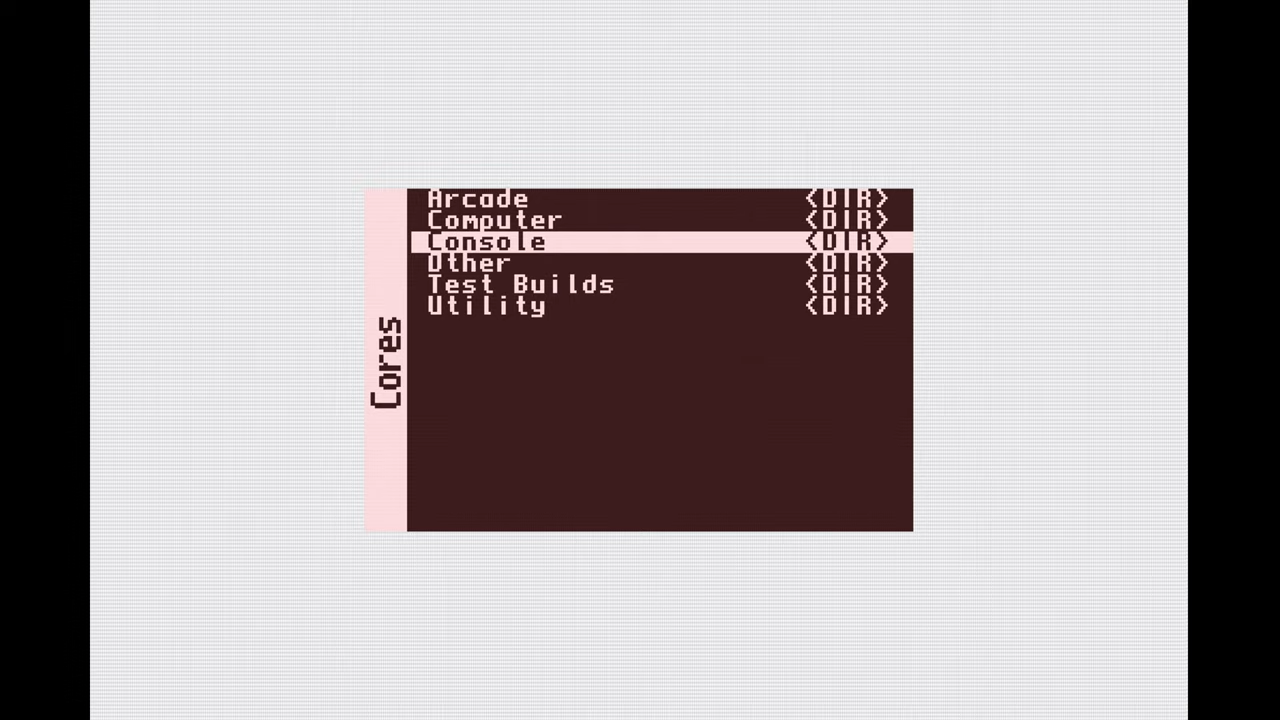 Cores
Arcade <DIR>
Computer <DIR>
Console <DIR>
Other <DIR>
Test Builds <DIR>
Utility <DIR>